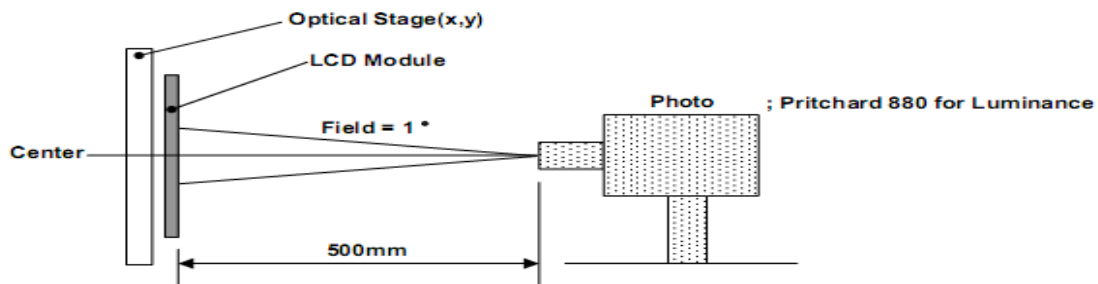 Optical Stage(x,y)
LCD Module
Photo ; Pritchard 880 for Luminance
Field = 1°
Center
500mm